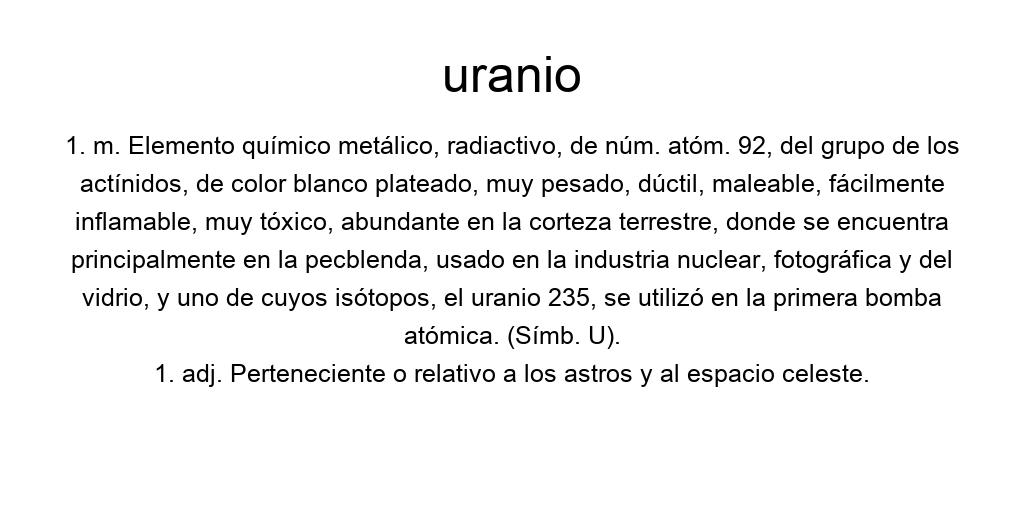 uranio
1. m. Elemento químico metálico, radiactivo, de núm. atóm. 92, del grupo de los
actínidos, de color blanco plateado, muy pesado, dúctil, maleable, fácilmente
inflamable, muy tóxico, abundante en la corteza terrestre, donde se encuentra
principalmente en la pecblenda, usado en la industria nuclear, fotográfica y del
vidrio, y uno de cuyos isótopos, el uranio 235, se utilizó en la primera bomba
atómica. (Símb. U).
1. adj. Perteneciente o relativo a los astros y al espacio celeste.